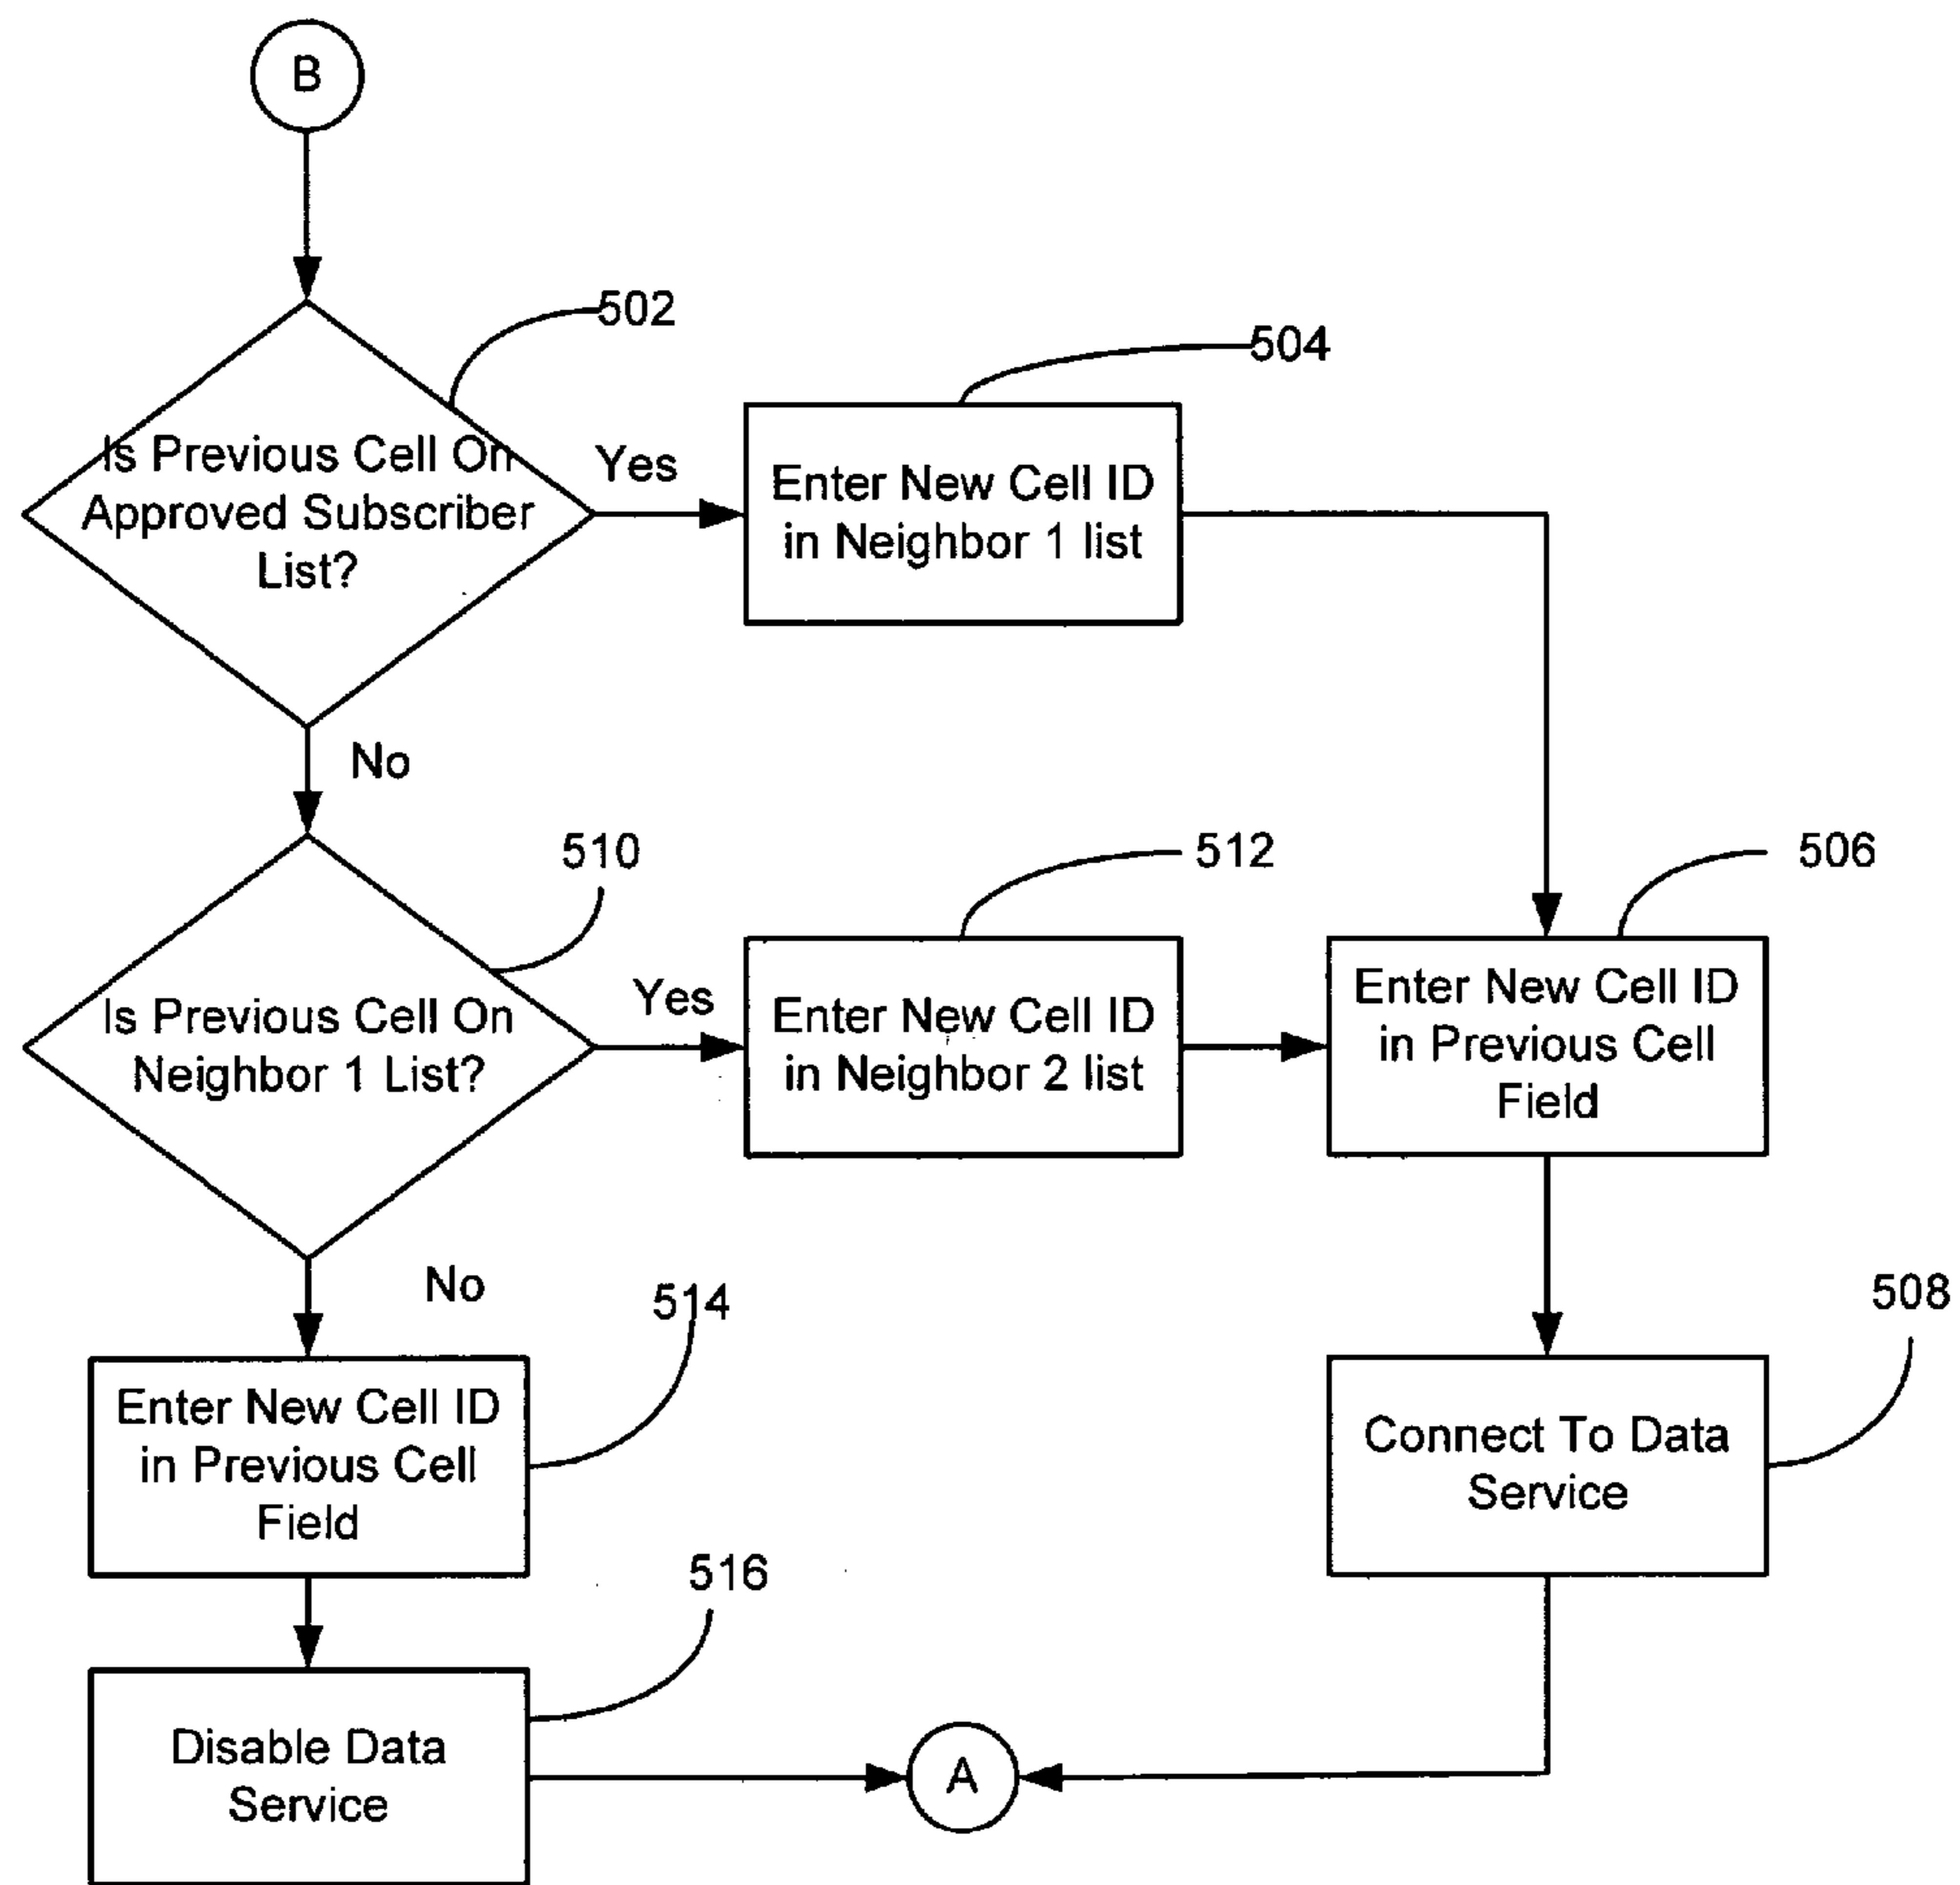 B
502
504
Is Previous Cell On
Approved Subscriber
List?
Yes
Enter New Cell ID
in Neighbor 1 list
No
510
512
506
Is Previous Cell On
Neighbor 1 List?
Yes
Enter New Cell ID
in Neighbor 2 list
Enter New Cell ID
in Previous Cell
Field
No
514
508
Enter New Cell ID
in Previous Cell
Field
Connect To Data
Service
516
Disable Data
Service
A